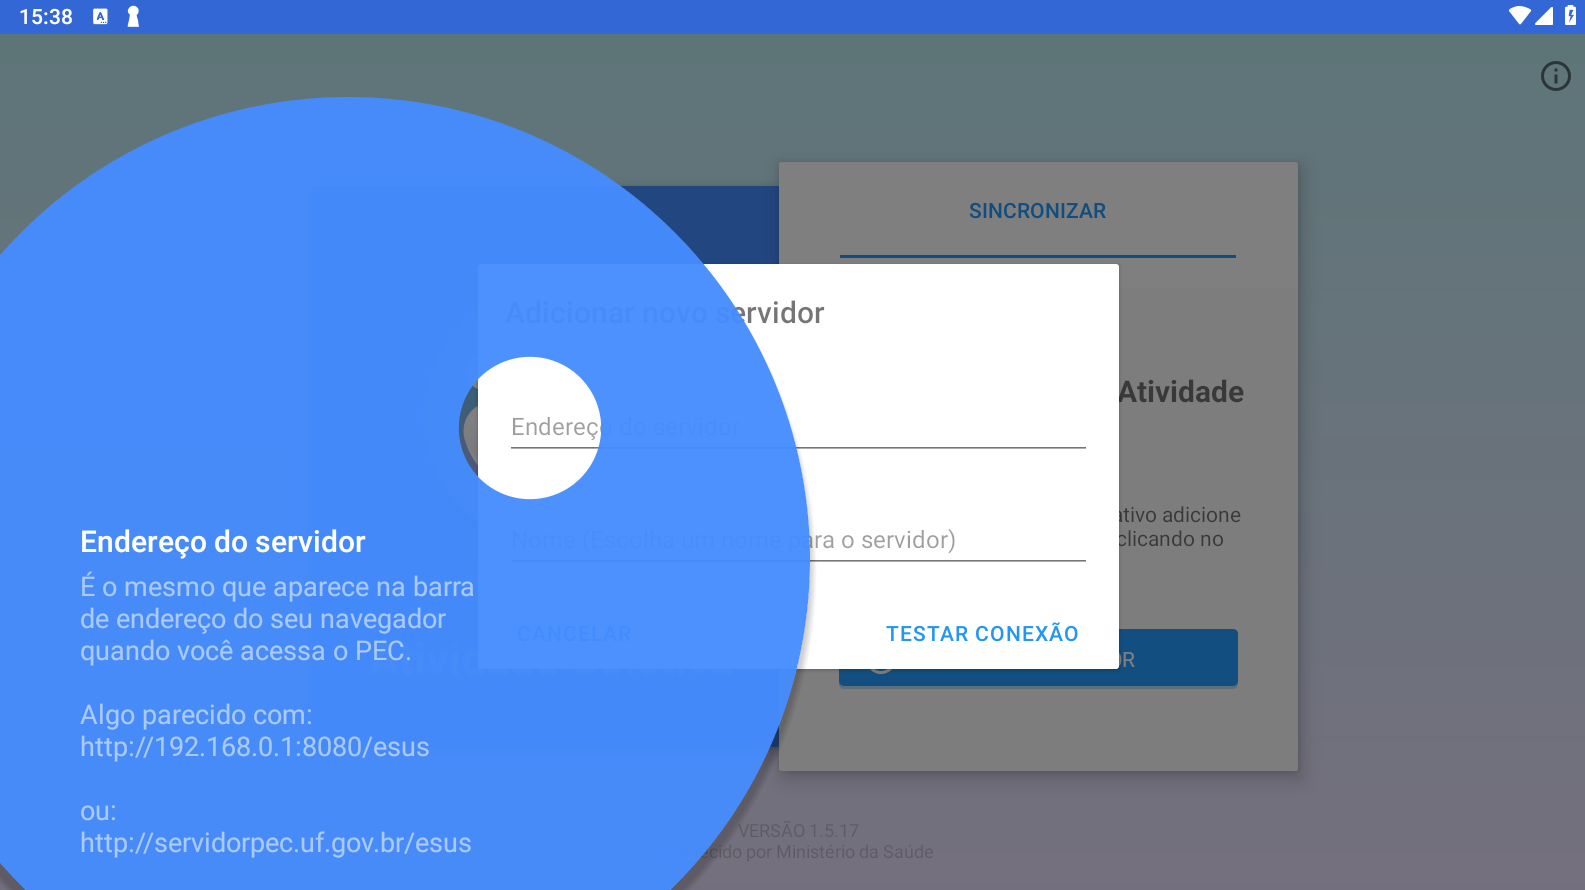 15:38
SINCRONIZAR
Adicionar novo servidor
Atividade
Endereço do servidor
ativo adicione
clicando no
Nome (Escolha um nome para o servidor)
Endereço do servidor
É o mesmo que aparece na barra
de endereço do seu navegador
quando você acessa o PEC.
Algo parecido com:
http://192.168.0.1:8080/esus
ou:
http://servidorpec.uf.gov.br/esus
CANCELAR
TESTAR CONEXÃO
OR
VERSÃO 1.5.17
ecido por Ministério da Saúde